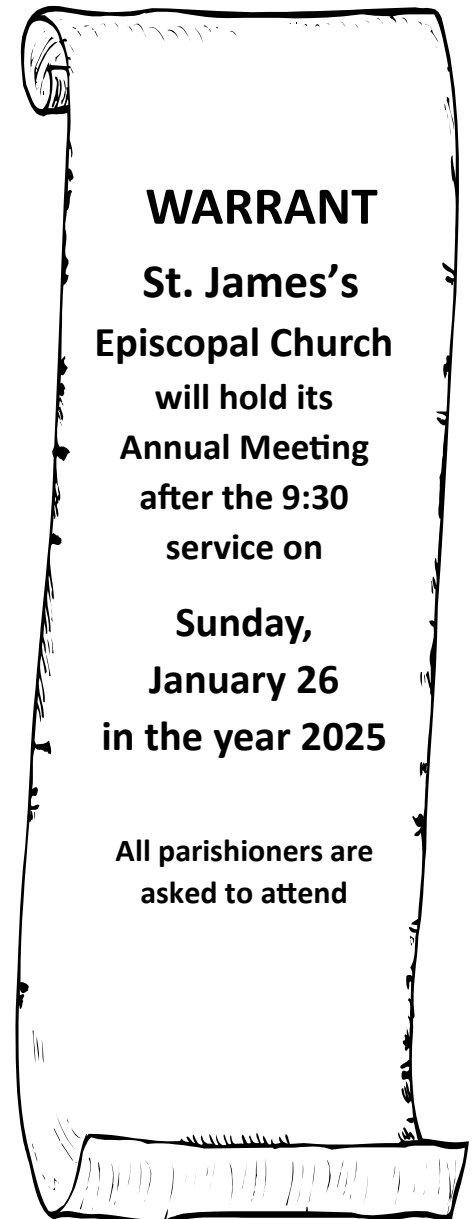 WARRANT
St. James’s
Episcopal Church
will hold its
Annual Meeting
after the 9:30
service on
Sunday,
January 26
in the year 2025
All parishioners are
asked to attend